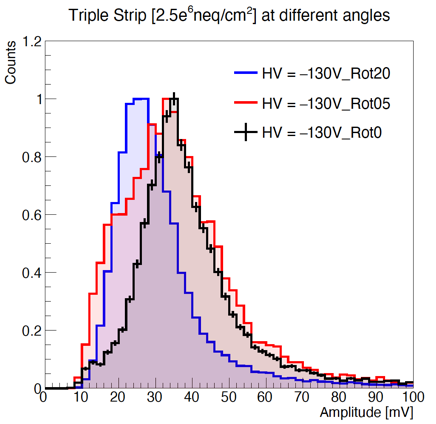 Triple Strip [2.5e⁶neq/cm²] at different angles
Counts
1.2
1
0.8
0.6
0.4
0.2
0
HV = −130V_Rot20
HV = −130V_Rot05
HV = −130V_Rot0
0 10 20 30 40 50 60 70 80 90 100
Amplitude [mV]